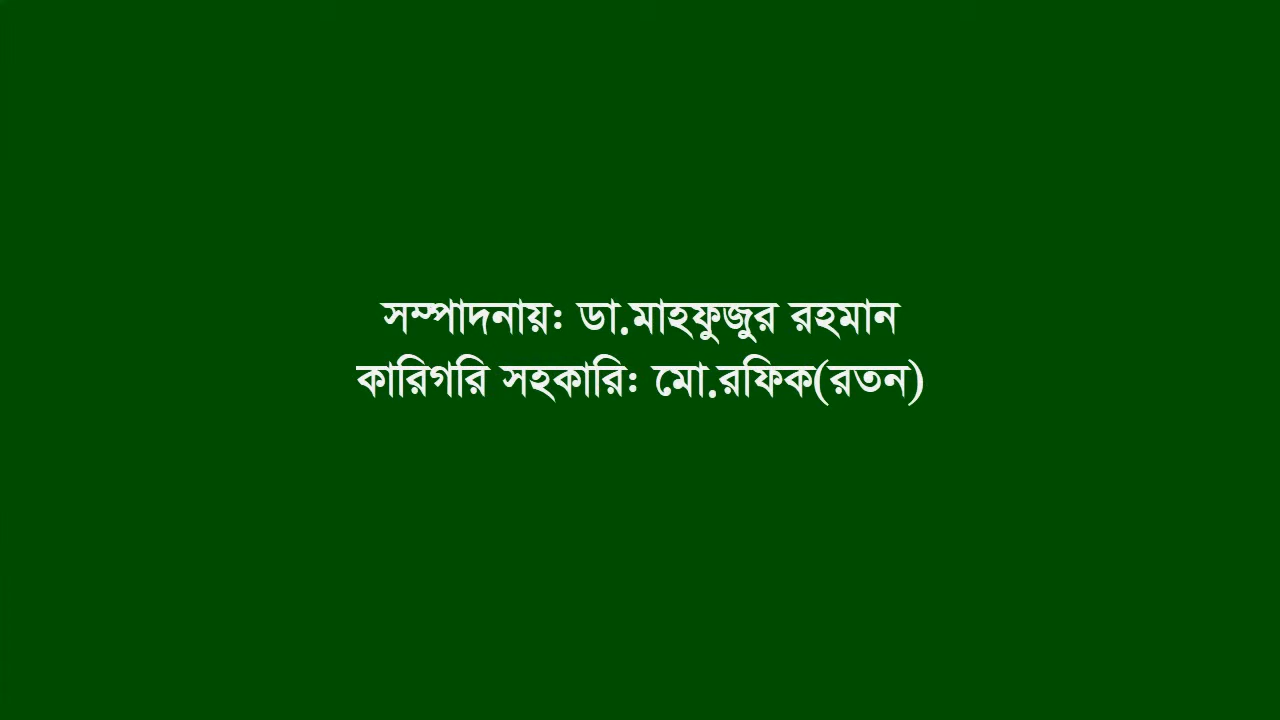 সম্পাদনায়: ডা.মাহফুজুর রহমান
কারিগরি সহকারি: মো.রফিক(রতন)